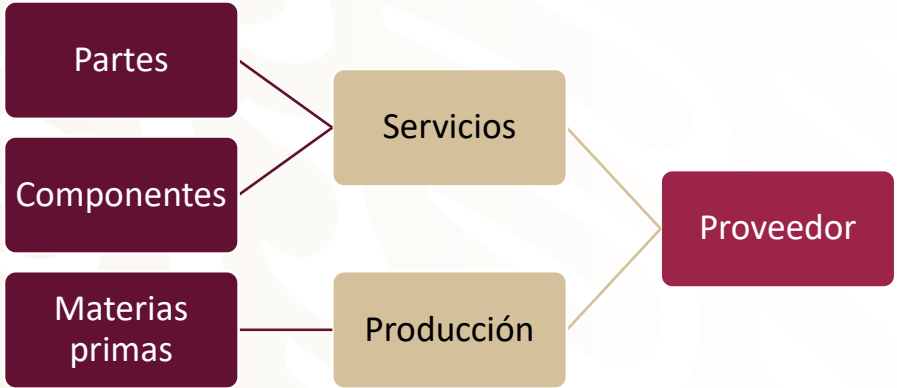 Partes
Componentes
Materias
primas
Servicios
Producción
Proveedor